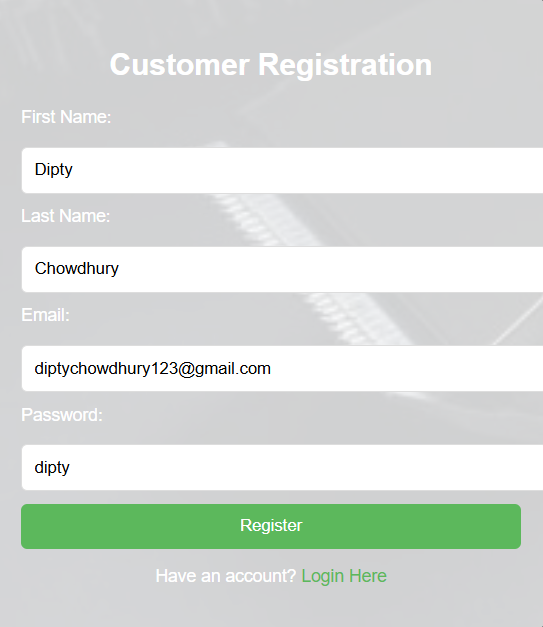 Customer Registration
First Name:
Dipty
Last Name:
Chowdhury
Email:
diptychowdhury123@gmail.com
Password:
dipty
Register
Have an account? Login Here